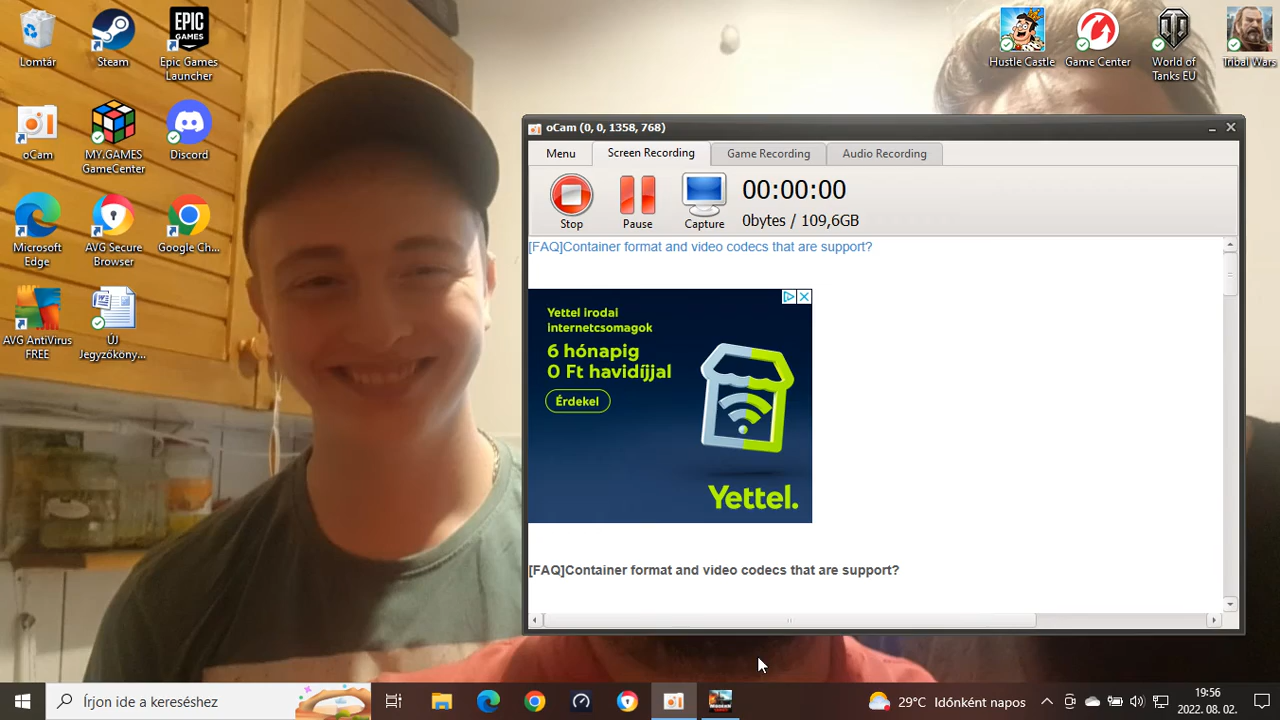 Lomtár
Steam
EPIC
GAMES
Epic Games
Launcher
Hustle Castle
Game Center
World of
Tanks EU
Tribal Wars
oCam
MY.GAMES
GameCenter
Discord
Microsoft
Edge
AVG Secure
Browser
Google Ch...
AVG AntiVirus
FREE
ÚJ
Jegyzőköny...
oCam (0, 0, 1358, 768)
Menu
Screen Recording
Game Recording
Audio Recording
Stop
Pause
Capture
00:00:00
0bytes / 109,6GB
[FAQ]Container format and video codecs that are support?
Yettel irodai
internetcsomagok
6 hónapig
0 Ft havidíjjal
Érdekel
Yettel.
[FAQ]Container format and video codecs that are support?
Írjon ide a kereséshez
29°C Időnként napos
19:56
2022. 08. 02.